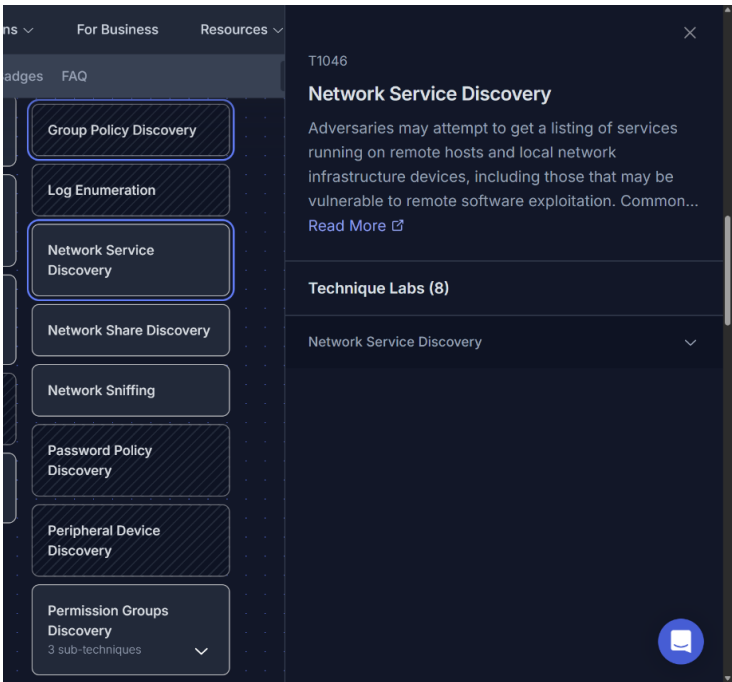 ns
For Business
Resources
adges
FAQ
Group Policy Discovery
Log Enumeration
Network Service
Discovery
Network Share Discovery
Network Sniffing
Password Policy
Discovery
Peripheral Device
Discovery
Permission Groups
Discovery
3 sub-techniques
T1046
Network Service Discovery
Adversaries may attempt to get a listing of services
running on remote hosts and local network
infrastructure devices, including those that may be
vulnerable to remote software exploitation. Common...
Read More
Technique Labs (8)
Network Service Discovery